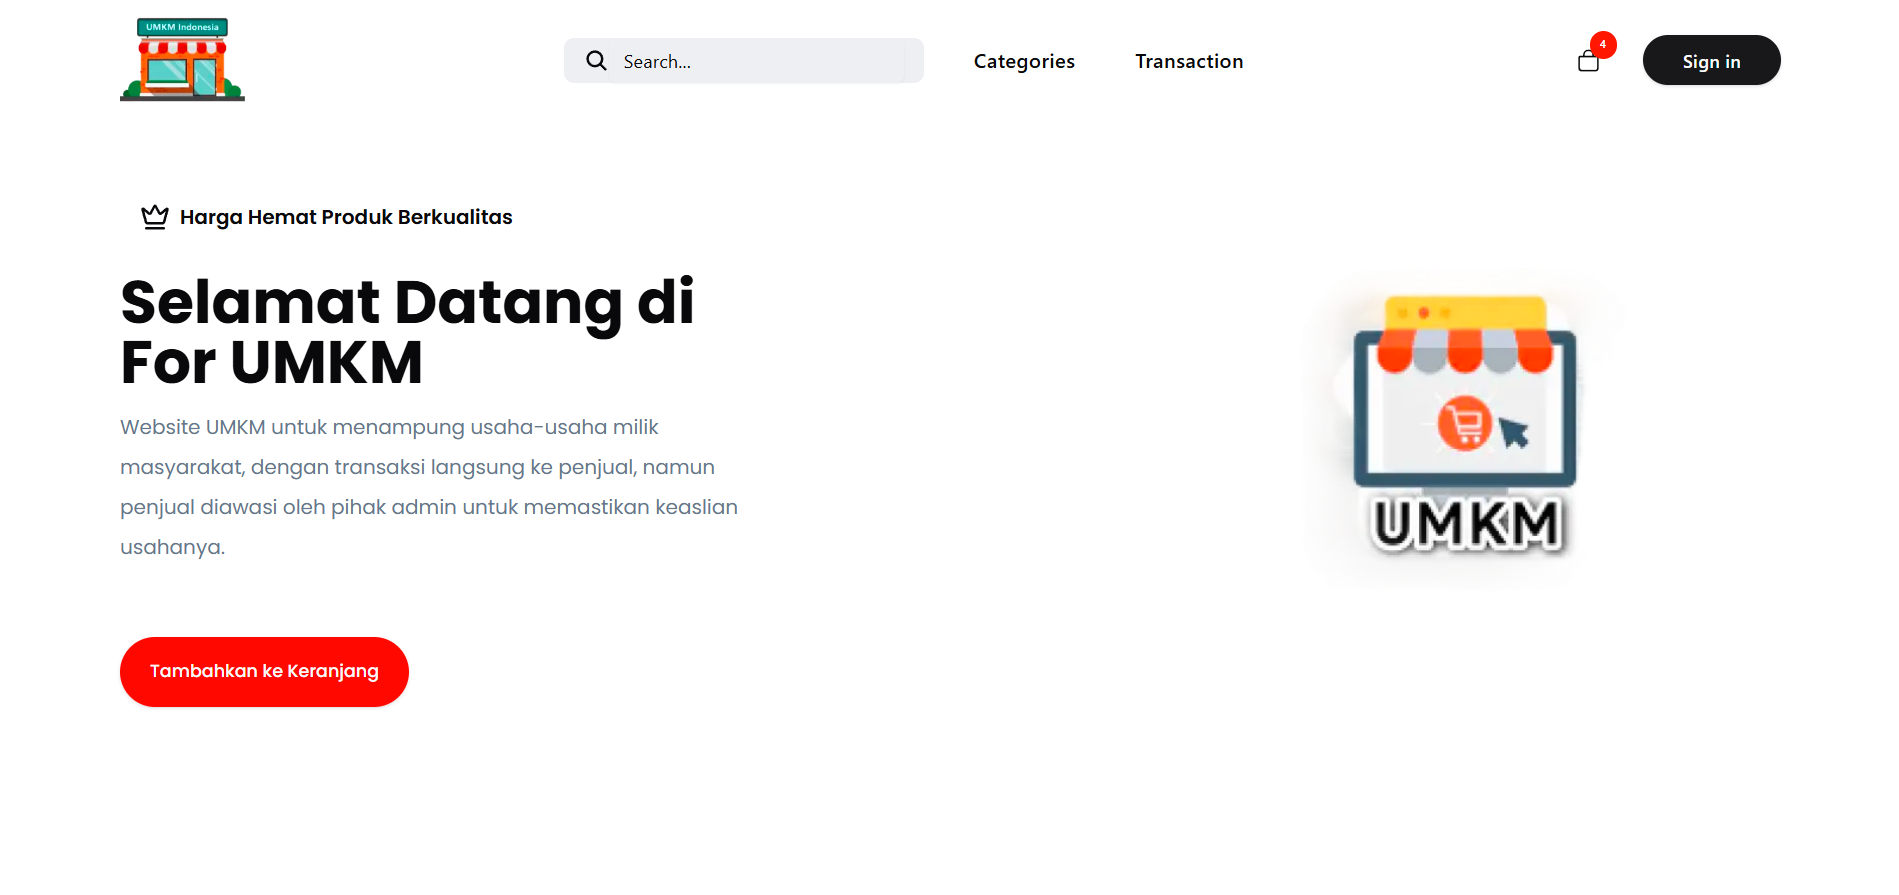 UMKM Indonesia
Search...
Categories
Transaction
4
Sign in
Harga Hemat Produk Berkualitas
Selamat Datang di
For UMKM
Website UMKM untuk menampung usaha-usaha milik
masyarakat, dengan transaksi langsung ke penjual, namun
penjual diawasi oleh pihak admin untuk memastikan keaslian
usahanya.
UMKM
Tambahkan ke Keranjang